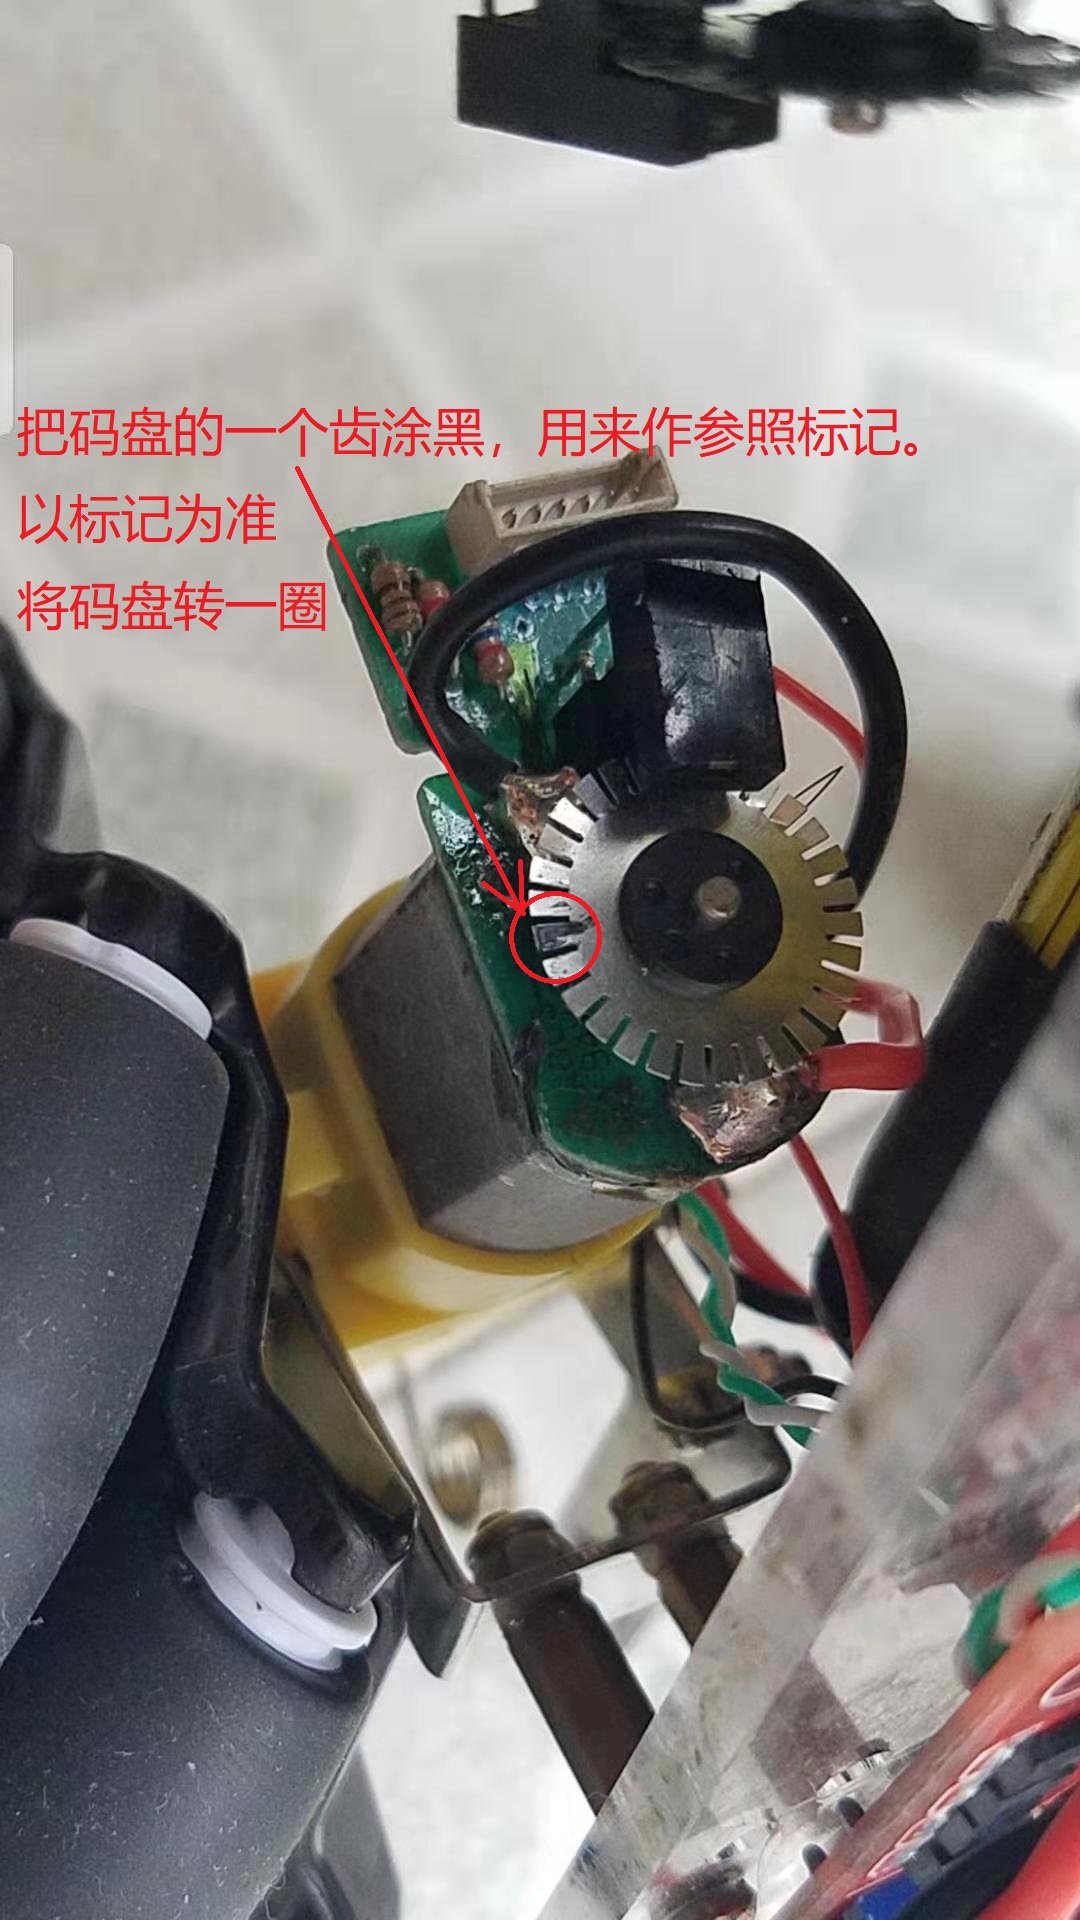 把码盘的一个齿涂黑，用来作参照标记。
以标记为准
将码盘转一圈